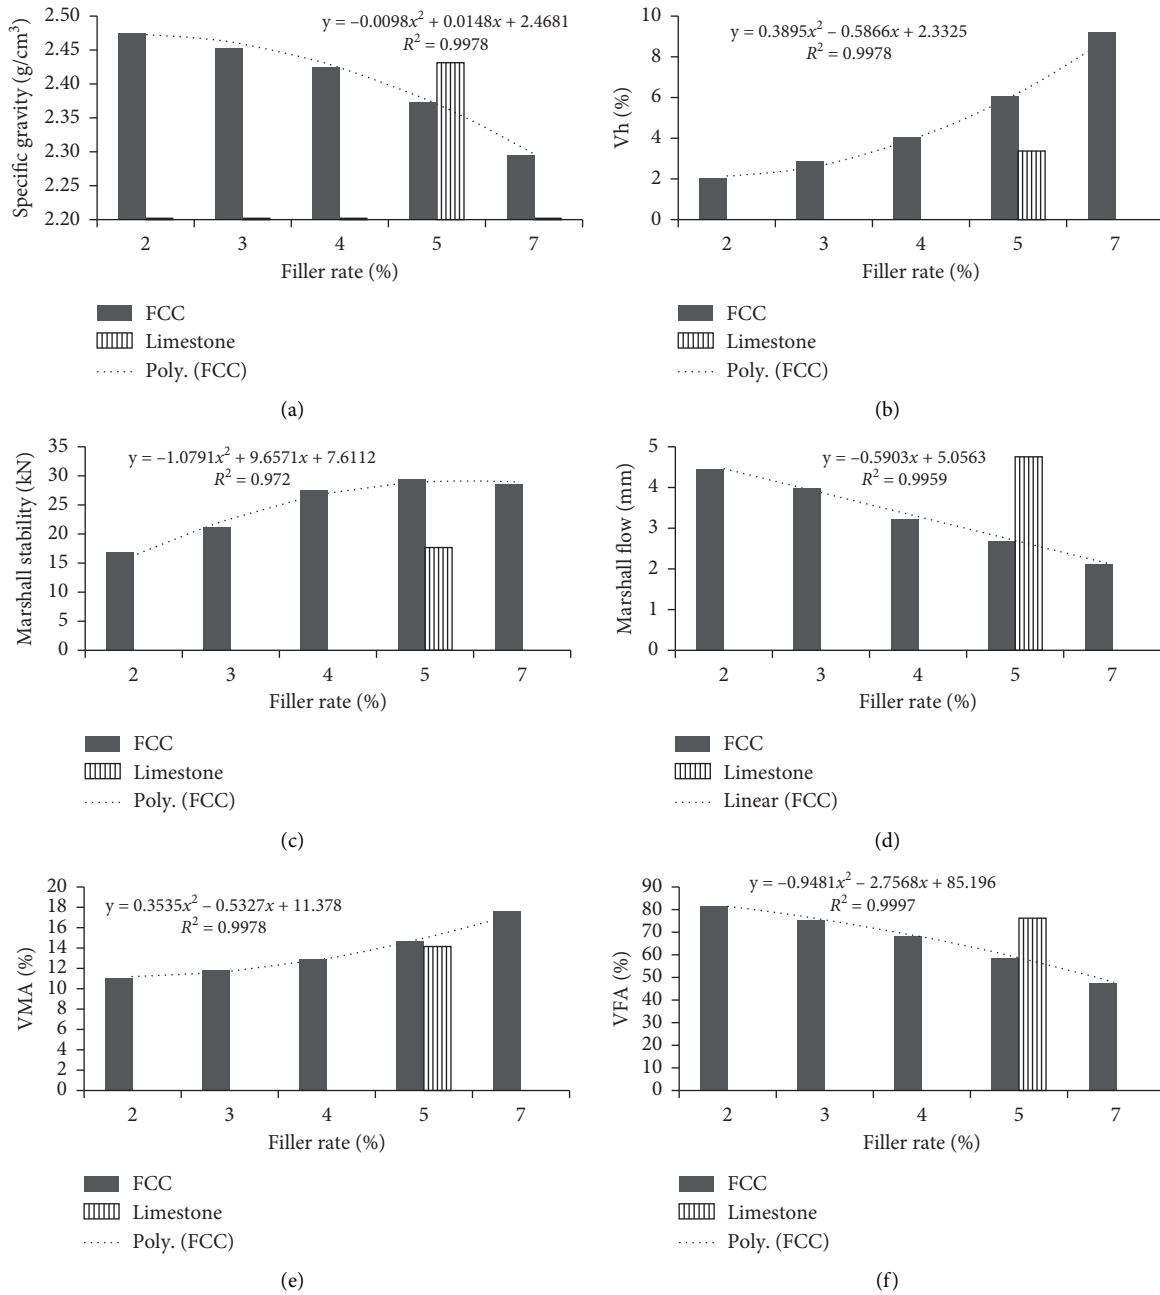 2.50
2.45
2.40
2.35
2.30
2.25
2.20
Specific gravity (g/cm³)
y = –0.0098x² + 0.0148x + 2.4681
R² = 0.9978
2 3 4 5 7
Filler rate (%)
FCC
Limestone
Poly. (FCC)
(a)
10
8
6
4
2
0
Vh (%)
y = 0.3895x² – 0.5866x + 2.3325
R² = 0.9978
2 3 4 5 7
Filler rate (%)
FCC
Limestone
Poly. (FCC)
(b)
35
30
25
20
15
10
5
0
Marshall stability (kN)
y = –1.0791x² + 9.6571x + 7.6112
R² = 0.972
2 3 4 5 7
Filler rate (%)
FCC
Limestone
Poly. (FCC)
(c)
5
4
3
2
1
0
Marshall flow (mm)
y = –0.5903x + 5.0563
R² = 0.9959
2 3 4 5 7
Filler rate (%)
FCC
Limestone
Linear (FCC)
(d)
20
18
16
14
12
10
8
6
4
2
0
VMA (%)
y = 0.3535x² – 0.5327x + 11.378
R² = 0.9978
2 3 4 5 7
Filler rate (%)
FCC
Limestone
Poly. (FCC)
(e)
90
80
70
60
50
40
30
20
10
0
VFA (%)
y = –0.9481x² – 2.7568x + 85.196
R² = 0.9997
2 3 4 5 7
Filler rate (%)
FCC
Limestone
Poly. (FCC)
(f)